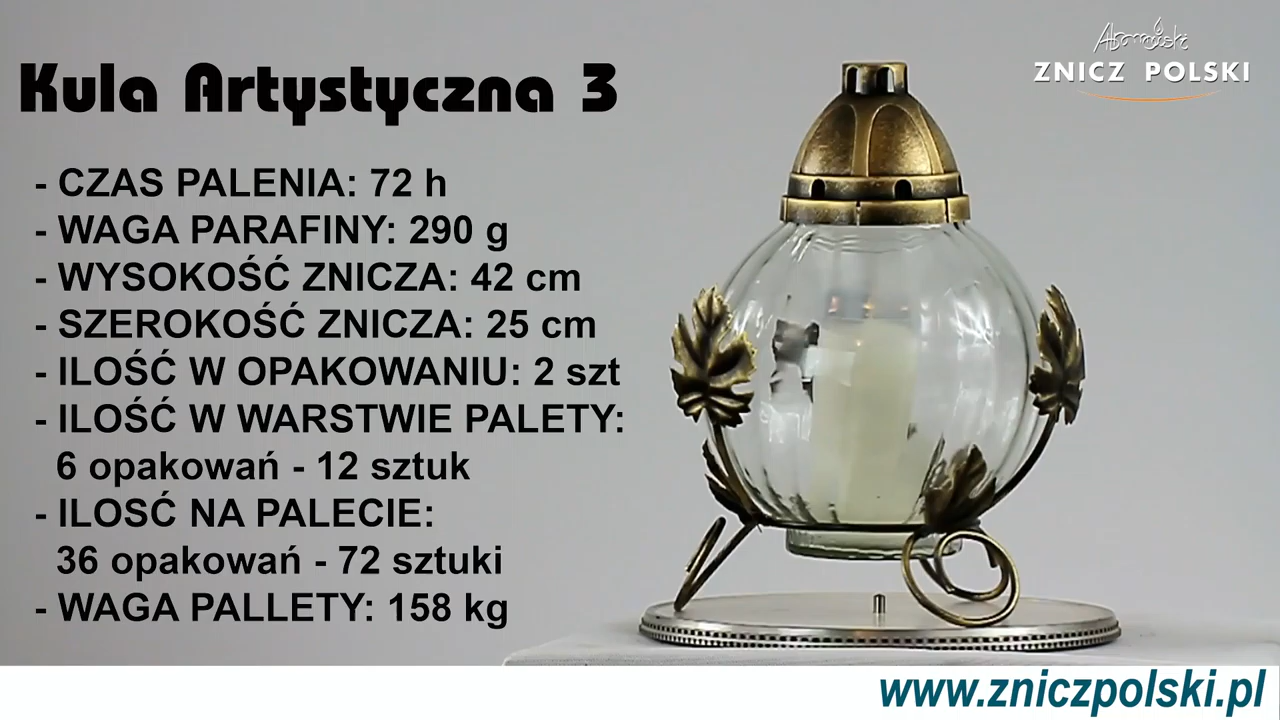 Kula Artystyczna 3
ZNICZ POLSKI
- CZAS PALENIA: 72 h
- WAGA PARAFINY: 290 g
- WYSOKOŚĆ ZNICZA: 42 cm
- SZEROKOŚĆ ZNICZA: 25 cm
- ILOŚĆ W OPAKOWANIU: 2 szt
- ILOŚĆ W WARSTWIE PALETY:
6 opakowań - 12 sztuk
- ILOSĆ NA PALECIE:
36 opakowań - 72 sztuki
- WAGA PALLETY: 158 kg
www.zniczpolski.pl